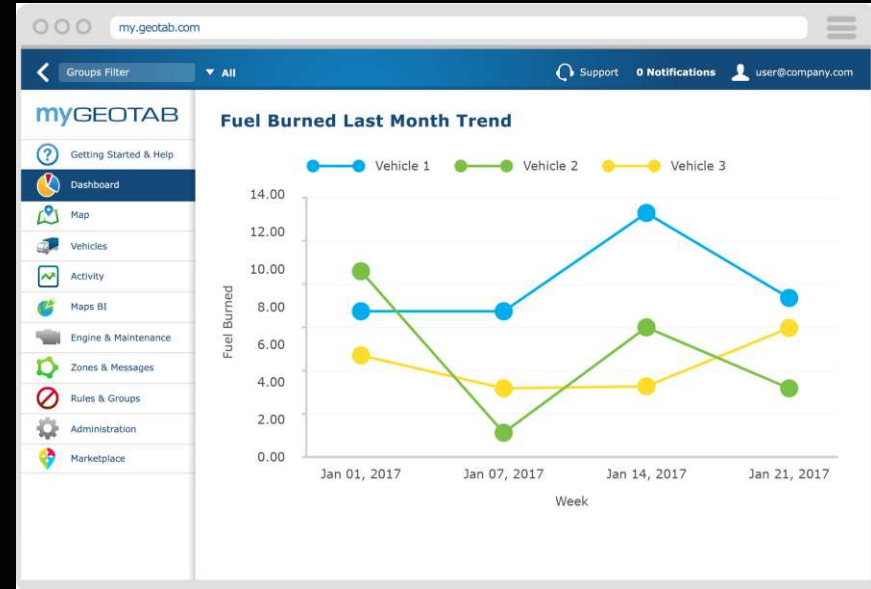 my.geotab.com
Groups Filter
All
Support
0 Notifications
user@company.com
myGEOTAB
Getting Started & Help
Dashboard
Map
Vehicles
Activity
Maps BI
Engine & Maintenance
Zones & Messages
Rules & Groups
Administration
Marketplace
Fuel Burned Last Month Trend
Vehicle 1
Vehicle 2
Vehicle 3
Fuel Burned
14.00
12.00
10.00
8.00
6.00
4.00
2.00
0.00
Jan 01, 2017
Jan 07, 2017
Jan 14, 2017
Jan 21, 2017
Week